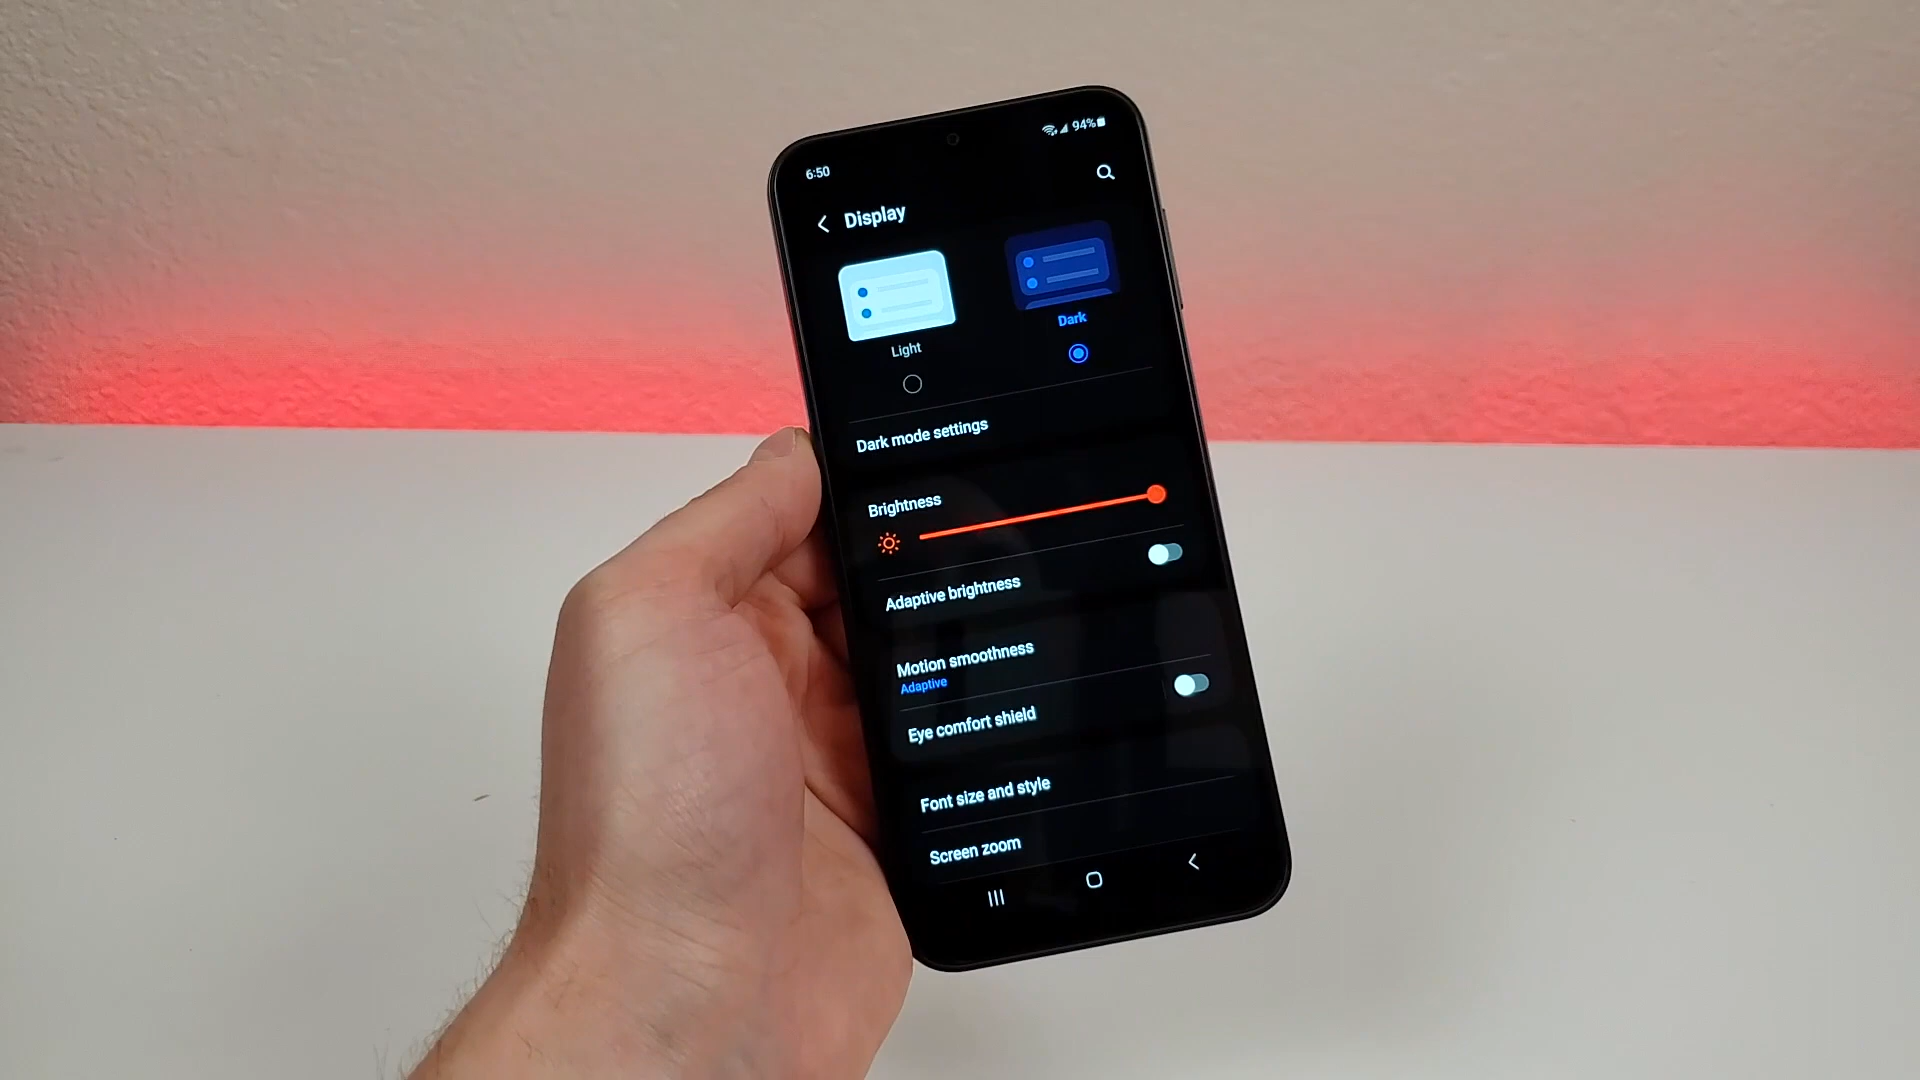 6:50
94%
Display
Light
Dark
Dark mode settings
Brightness
Adaptive brightness
Motion smoothness
Adaptive
Eye comfort shield
Font size and style
Screen zoom